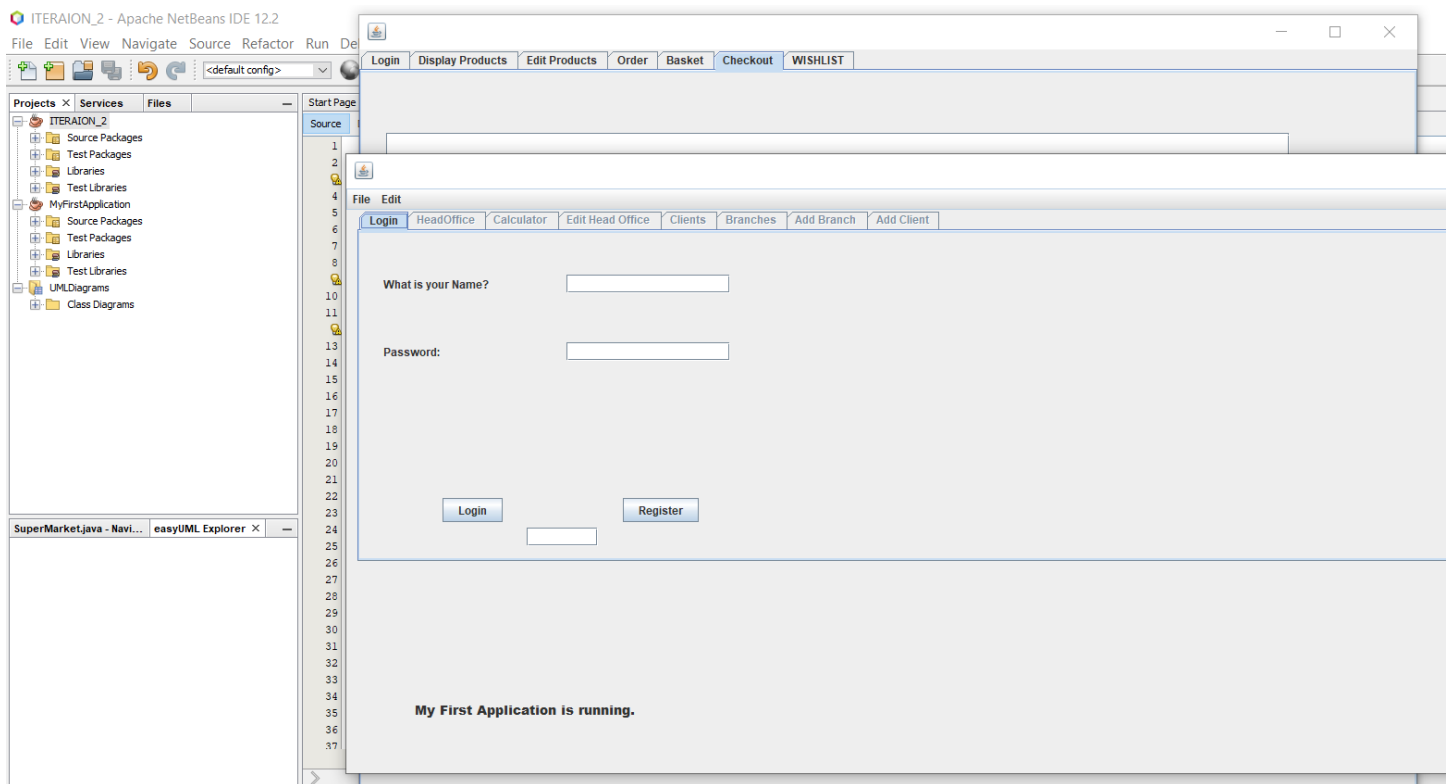 ITERAION_2 - Apache NetBeans IDE 12.2
File Edit View Navigate Source Refactor Run De
<default config>
Projects Services Files
ITERAION_2
Source Packages
Test Packages
Libraries
Test Libraries
MyFirstApplication
Source Packages
Test Packages
Libraries
Test Libraries
UMLDiagrams
Class Diagrams
SuperMarket.java - Navi... easyUML Explorer
Start Page
Source
1
2
4
5
6
7
8
10
11
13
14
15
16
17
18
19
20
21
22
23
24
25
26
27
28
29
30
31
32
33
34
35
36
37
Login Display Products Edit Products Order Basket Checkout WISHLIST
File Edit
Login HeadOffice Calculator Edit Head Office Clients Branches Add Branch Add Client
What is your Name?
Password:
Login Register
My First Application is running.